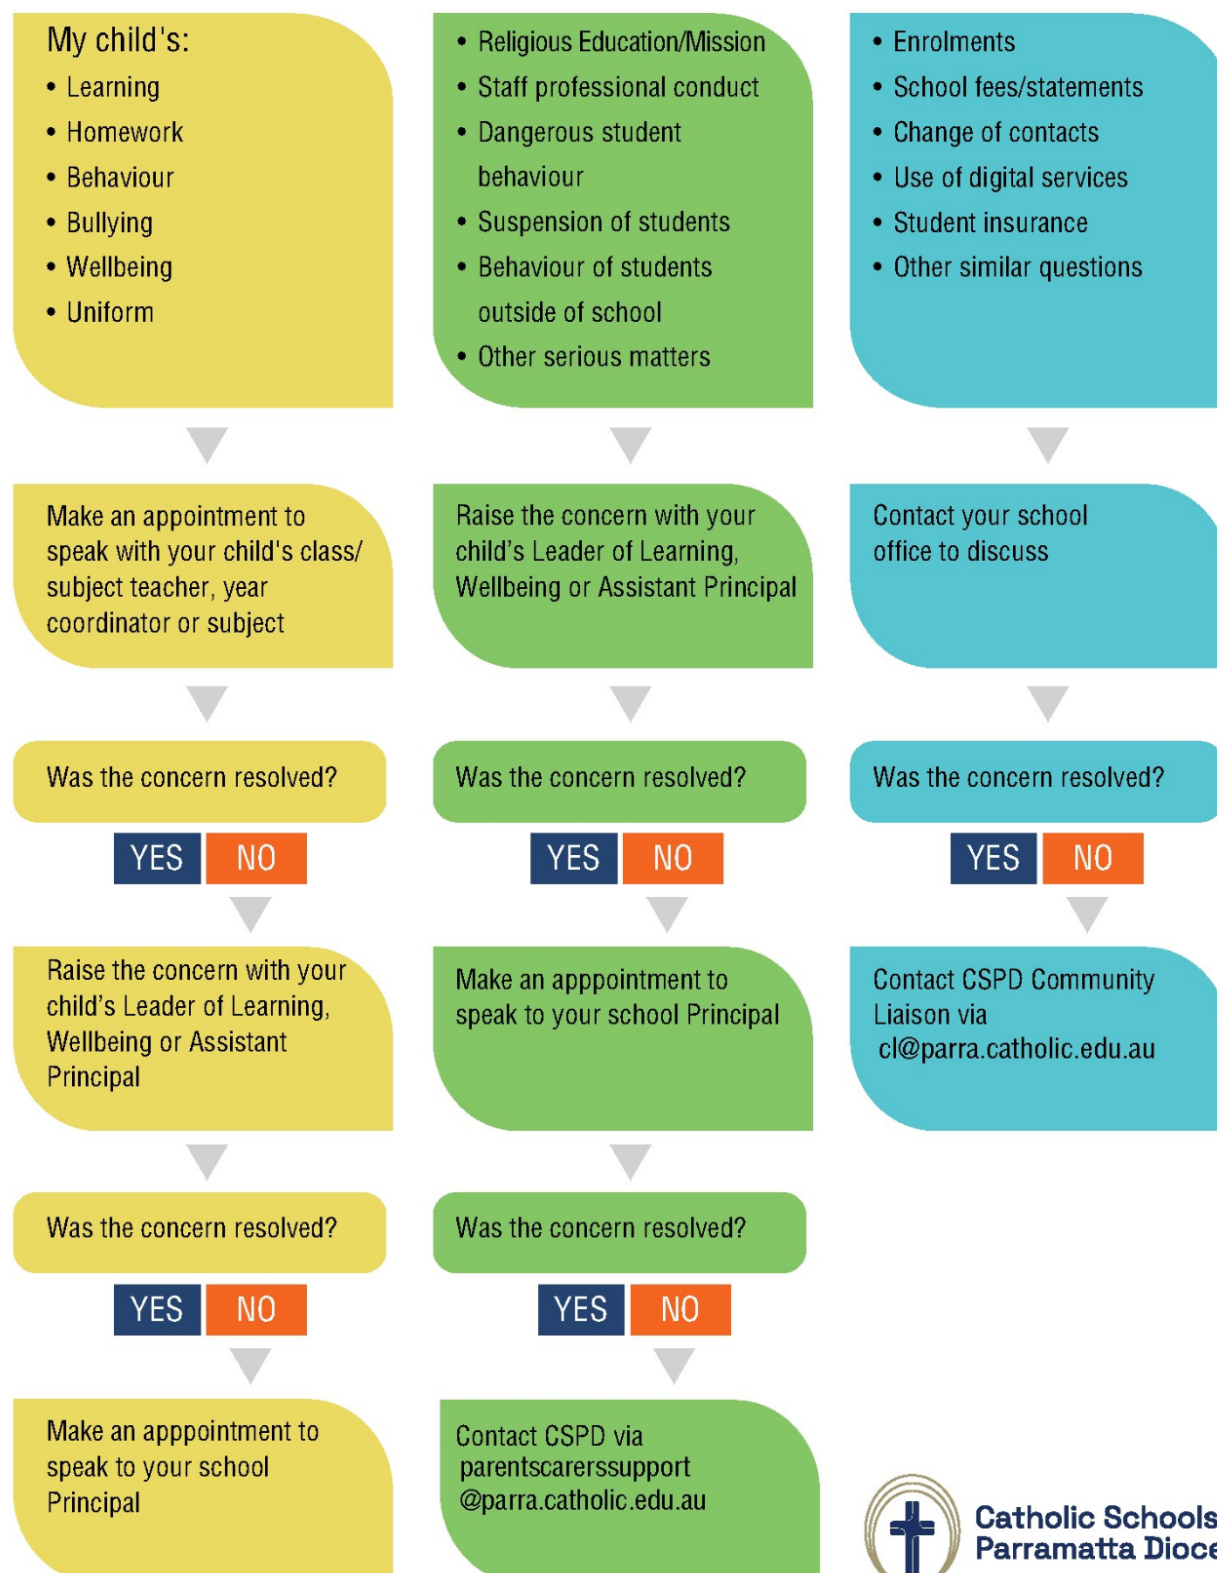 My child's:
• Learning
• Homework
• Behaviour
• Bullying
• Wellbeing
• Uniform
Make an appointment to
speak with your child's class/
subject teacher, year
coordinator or subject
Was the concern resolved?
YES NO
Raise the concern with your
child’s Leader of Learning,
Wellbeing or Assistant
Principal
Was the concern resolved?
YES NO
Make an apppointment to
speak to your school
Principal
• Religious Education/Mission
• Staff professional conduct
• Dangerous student
behaviour
• Suspension of students
• Behaviour of students
outside of school
• Other serious matters
Raise the concern with your
child’s Leader of Learning,
Wellbeing or Assistant Principal
Was the concern resolved?
YES NO
Make an apppointment to
speak to your school Principal
Was the concern resolved?
YES NO
Contact CSPD via
parentscarerssupport
@parra.catholic.edu.au
• Enrolments
• School fees/statements
• Change of contacts
• Use of digital services
• Student insurance
• Other similar questions
Contact your school
office to discuss
Was the concern resolved?
YES NO
Contact CSPD Community
Liaison via
cl@parra.catholic.edu.au
Catholic Schools
Parramatta Dioce